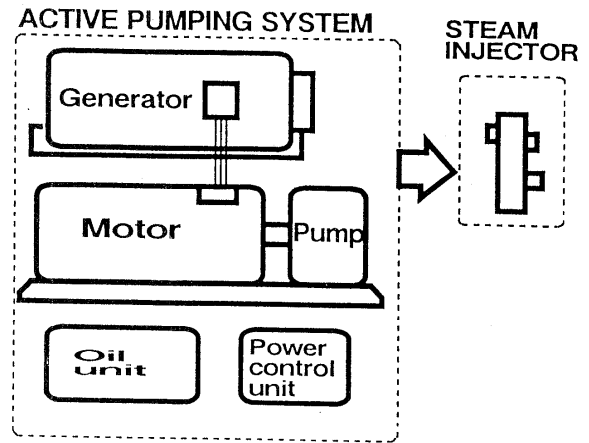 ACTIVE PUMPING SYSTEM
STEAM
INJECTOR
Generator
Motor
Pump
Oil
unit
Power
control
unit